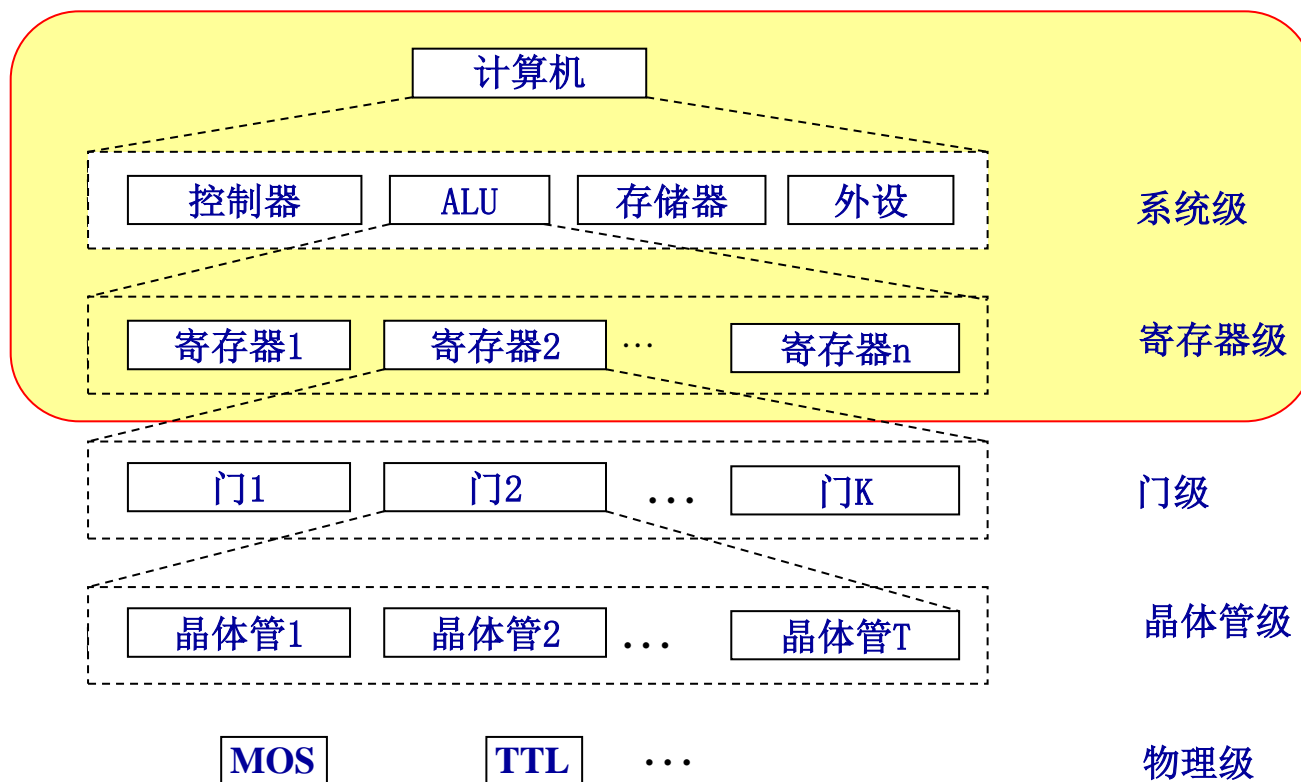 计算机
控制器 ALU 存储器 外设 系统级
寄存器1 寄存器2 … 寄存器n 寄存器级
门1 门2 … 门K 门级
晶体管1 晶体管2 … 晶体管T 晶体管级
MOS TTL … 物理级